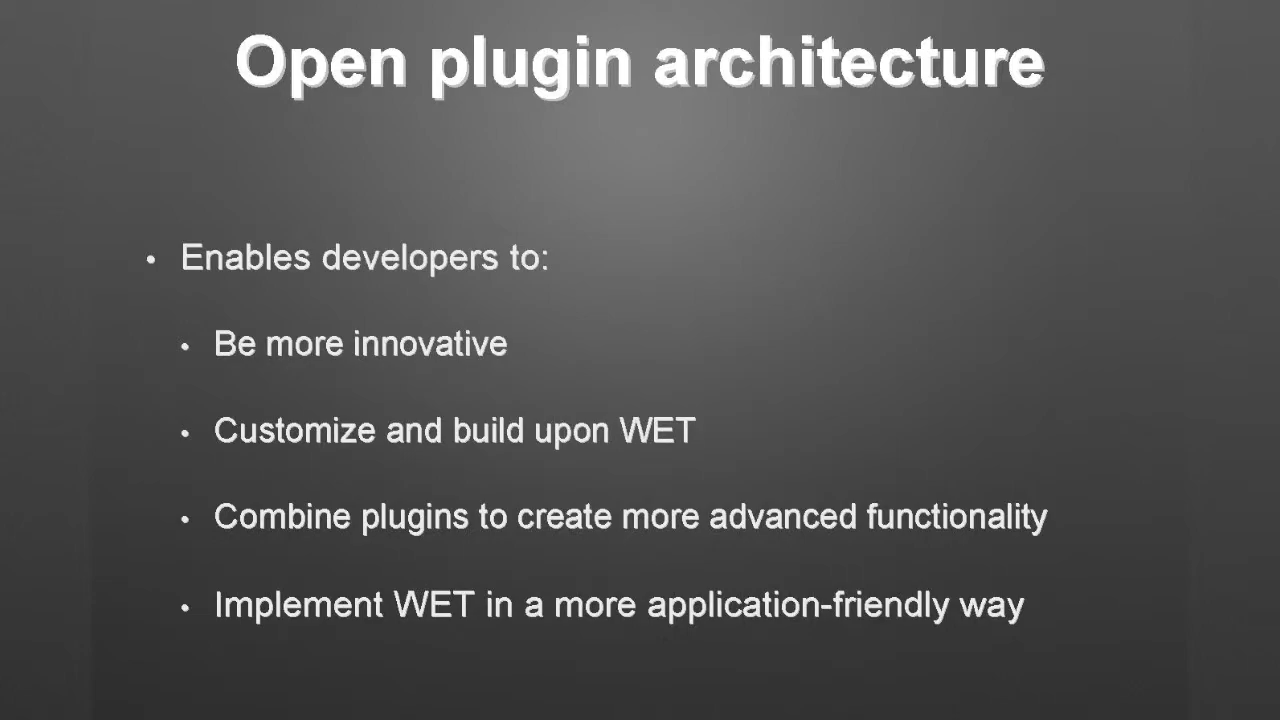 Open plugin architecture
• Enables developers to:
• Be more innovative
• Customize and build upon WET
• Combine plugins to create more advanced functionality
• Implement WET in a more application-friendly way